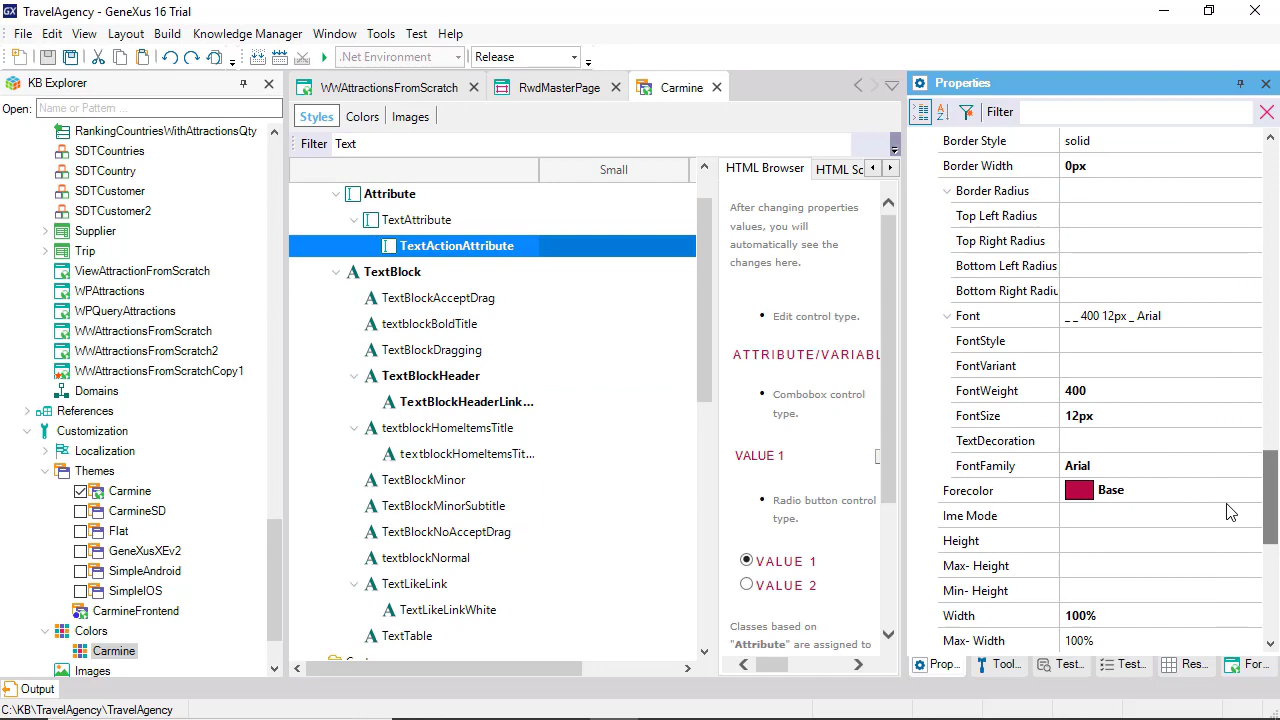 TravelAgency - GeneXus 16 Trial
File Edit View Layout Build Knowledge Manager Window Tools Test Help
.Net Environment Release
KB Explorer
Open: Name or Pattern ...
RankingCountriesWithAttractionsQty
SDTCountries
SDTCountry
SDTCustomer
SDTCustomer2
Supplier
Trip
ViewAttractionFromScratch
WPAttractions
WPQueryAttractions
WWAttractionsFromScratch
WWAttractionsFromScratch2
WWAttractionsFromScratchCopy1
Domains
References
Customization
Localization
Themes
Carmine
CarmineSD
Flat
GeneXusXEv2
SimpleAndroid
SimpleIOS
CarmineFrontend
Colors
Carmine
Images
Output
C:\KB\TravelAgency\TravelAgency
WWAttractionsFromScratch RwdMasterPage Carmine
Styles Colors Images
Filter Text
Small
Attribute
TextAttribute
TextActionAttribute
TextBlock
TextBlockAcceptDrag
textblockBoldTitle
TextBlockDragging
TextBlockHeader
TextBlockHeaderLink...
textblockHomeItemsTitle
textblockHomeItemsTit...
TextBlockMinor
TextBlockMinorSubtitle
TextBlockNoAcceptDrag
textblockNormal
TextLikeLink
TextLikeLinkWhite
TextTable
HTML Browser HTML Sc
After changing properties
values, you will
automatically see the
changes here.
• Edit control type.
ATTRIBUTE/VARIABL
• Combobox control
type.
VALUE 1
• Radio button control
type.
VALUE 1
VALUE 2
Classes based on
"Attribute" are assigned to
Properties
Filter
Border Style solid
Border Width 0px
Border Radius
Top Left Radius
Top Right Radius
Bottom Left Radius
Bottom Right Radiu
Font _ _ 400 12px _ Arial
FontStyle
FontVariant
FontWeight 400
FontSize 12px
TextDecoration
FontFamily Arial
Forecolor Base
Ime Mode
Height
Max- Height
Min- Height
Width 100%
Max- Width 100%
Prop... Tool... Test... Test... Res... For...